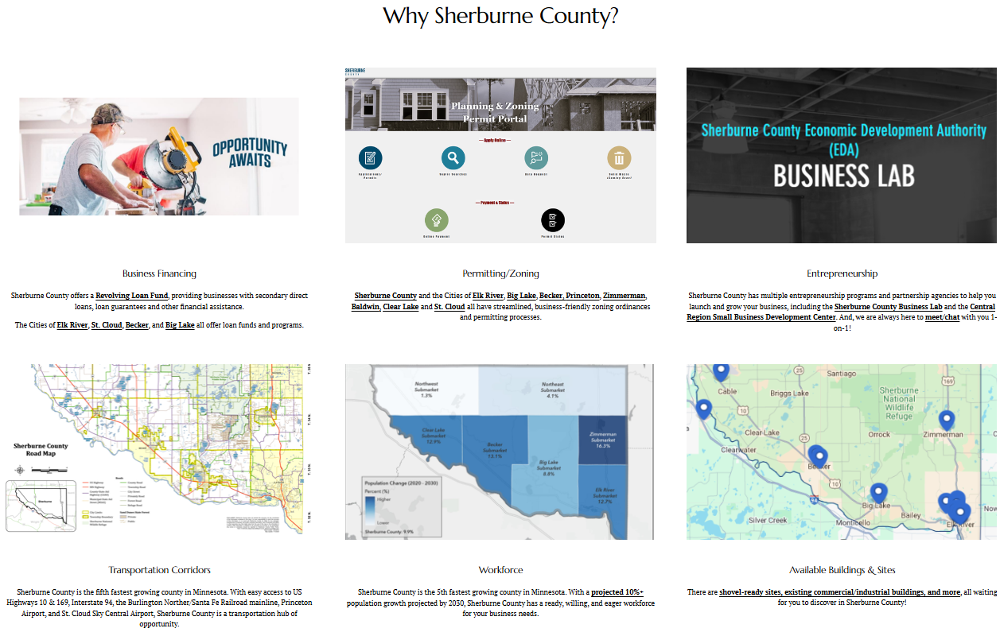 Why Sherburne County?
OPPORTUNITY
AWAITS
SHERBURNE
COUNTY
Planning & Zoning
Permit Portal
— Apply Online —
— Payment & Status —
Online Payment
Permit Status
Sherburne County Economic Development Authority
(EDA)
BUSINESS LAB
Business Financing
Sherburne County offers a Revolving Loan Fund, providing businesses with secondary direct
loans, loan guarantees and other financial assistance.
The Cities of Elk River, St. Cloud, Becker, and Big Lake all offer loan funds and programs.
Permitting/Zoning
Sherburne County and the Cities of Elk River, Big Lake, Becker, Princeton, Zimmerman,
Baldwin, Clear Lake and St. Cloud all have streamlined, business-friendly zoning ordinances
and permitting processes.
Entrepreneurship
Sherburne County has multiple entrepreneurship programs and partnership agencies to help you
launch and grow your business, including the Sherburne County Business Lab and the Central
Region Small Business Development Center. And, we are always here to meet/chat with you 1-
on-1!
Sherburne County
Road Map
Sherburne
Northwest
Submarket
1.3%
Northeast
Submarket
4.1%
Clear Lake
Submarket
12.9%
Becker
Submarket
13.1%
Zimmerman
Submarket
16.3%
Big Lake
Submarket
8.8%
Elk River
Submarket
12.7%
Population Change (2020 - 2030)
Percent (%)
Higher
Lower
Sherburne County: 9.9%
Cable
25
Santiago
Briggs Lake
169
Sherburne
National
Wildlife
Refuge
10
Clear Lake
25
Orrock
Zimmerman
Clearwater
Becker
10
Big Lake
Bailey
Silver Creek
Monticello
Elk River
Now
Transportation Corridors
Sherburne County is the fifth fastest growing county in Minnesota. With easy access to US
Highways 10 & 169, Interstate 94, the Burlington Norther/Santa Fe Railroad mainline, Princeton
Airport, and St. Cloud Sky Central Airport, Sherburne County is a transportation hub of
opportunity.
Workforce
Sherburne County is the 5th fastest growing county in Minnesota. With a projected 10%+
population growth projected by 2030, Sherburne County has a ready, willing, and eager workforce
for your business needs.
Available Buildings & Sites
There are shovel-ready sites, existing commercial/industrial buildings, and more, all waiting
for you to discover in Sherburne County!